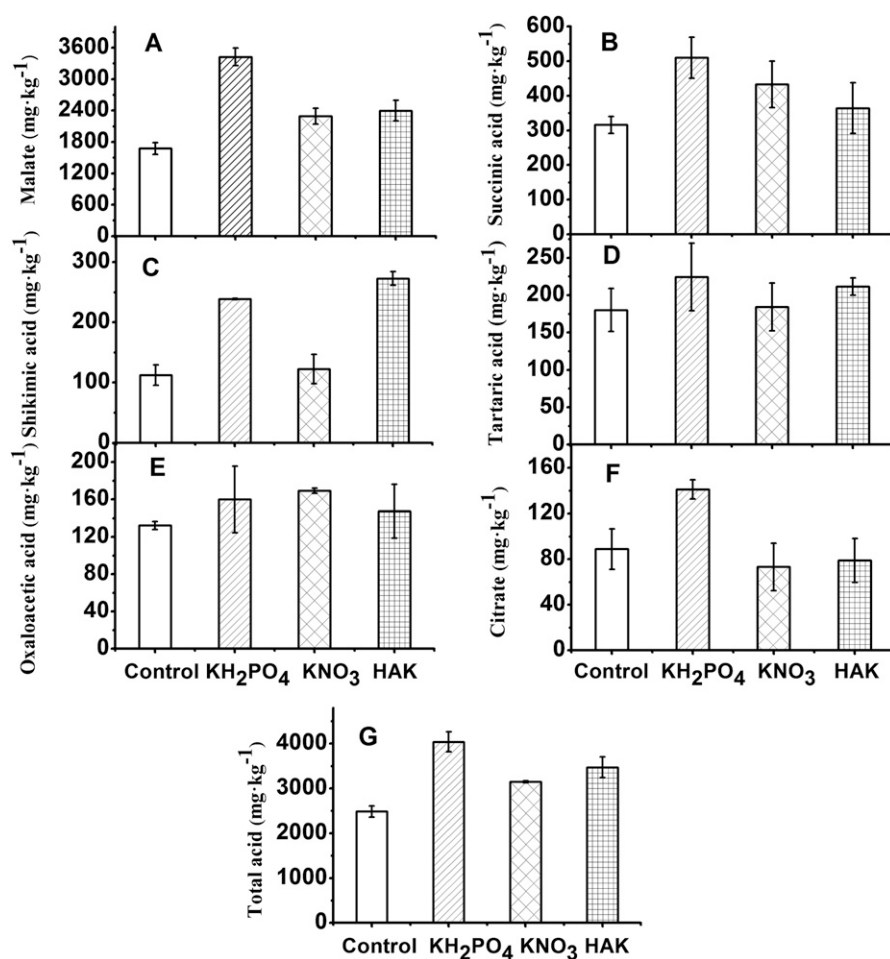 A
Malate (mg·kg-1)
3600
3000
2400
1800
1200
600
0
B
Succinic acid (mg·kg-1)
600
500
400
300
200
100
0
C
Shikimic acid (mg·kg-1)
300
200
100
0
D
Tartaric acid (mg·kg-1)
250
200
150
100
50
0
E
Oxaloacetic acid (mg·kg-1)
200
160
120
80
40
0
Control KH2PO4 KNO3 HAK
F
Citrate (mg·kg-1)
160
120
80
40
0
Control KH2PO4 KNO3 HAK
G
Total acid (mg·kg-1)
4000
3000
2000
1000
0
Control KH2PO4 KNO3 HAK